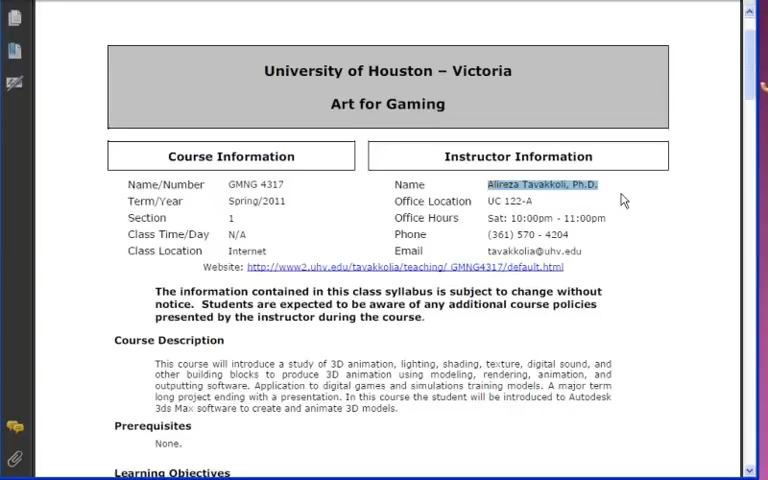 University of Houston – Victoria
Art for Gaming
Course Information
Instructor Information
Name/Number GMNG 4317
Name Alireza Tavakkoli, Ph.D.
Term/Year Spring/2011
Office Location UC 122-A
Section 1
Office Hours Sat: 10:00pm - 11:00pm
Class Time/Day N/A
Phone (361) 570 - 4204
Class Location Internet
Email tavakkolia@uhv.edu
Website: http://www2.uhv.edu/tavakkolia/teaching/ GMNG4317/default.html
The information contained in this class syllabus is subject to change without
notice. Students are expected to be aware of any additional course policies
presented by the instructor during the course.
Course Description
This course will introduce a study of 3D animation, lighting, shading, texture, digital sound, and
other building blocks to produce 3D animation using modeling, rendering, animation, and
outputting software. Application to digital games and simulations training models. A major term
long project ending with a presentation. In this course the student will be introduced to Autodesk
3ds Max software to create and animate 3D models.
Prerequisites
None.
Learning Objectives